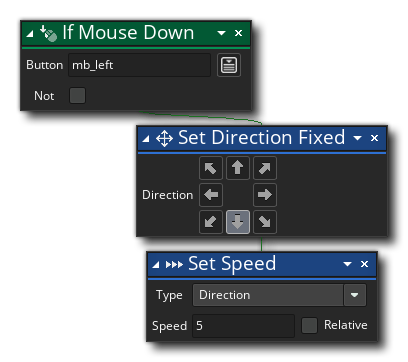 If Mouse Down
Button mb_left
Not
Set Direction Fixed
Direction
Set Speed
Type Direction
Speed 5 Relative